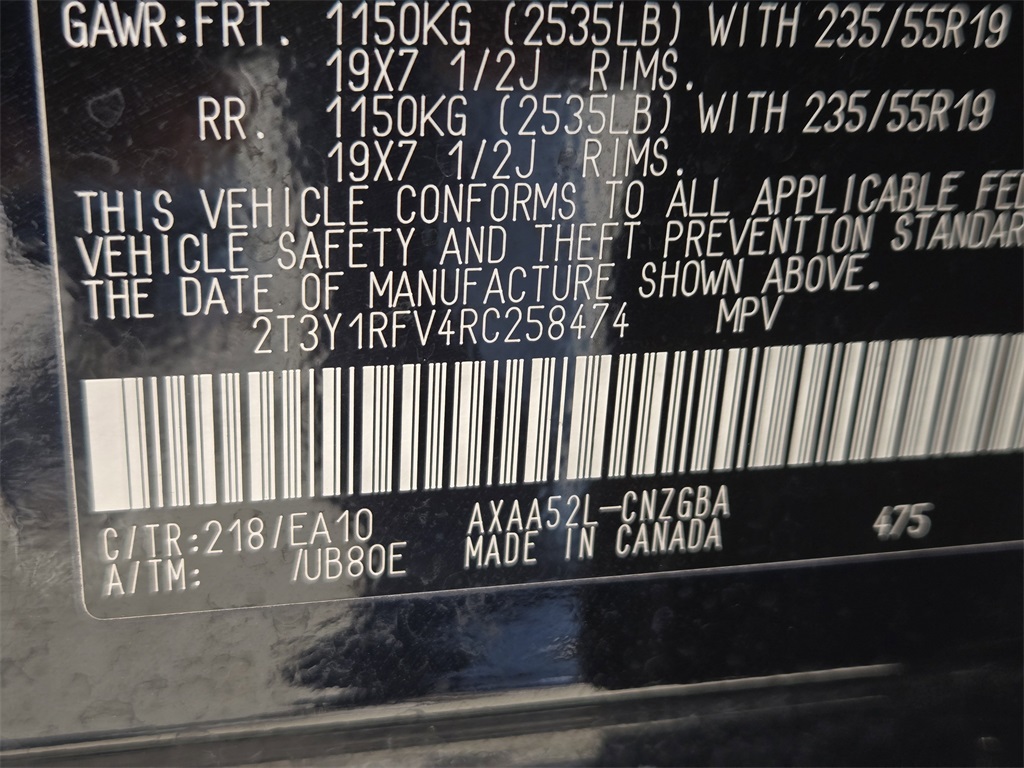 GAWR:FRT. 1150KG (2535LB) WITH 235/55R19
19X7 1/2J RIMS.
RR. 1150KG (2535LB) WITH 235/55R19
19X7 1/2J RIMS.
THIS VEHICLE CONFORMS TO ALL APPLICABLE FED
VEHICLE SAFETY AND THEFT PREVENTION STANDAR
THE DATE OF MANUFACTURE SHOWN ABOVE.
2T3Y1RFV4RC258474 MPV
C/TR:218/EA10 AXAA52L-CNZGBA 475
A/TM: /UB80E MADE IN CANADA